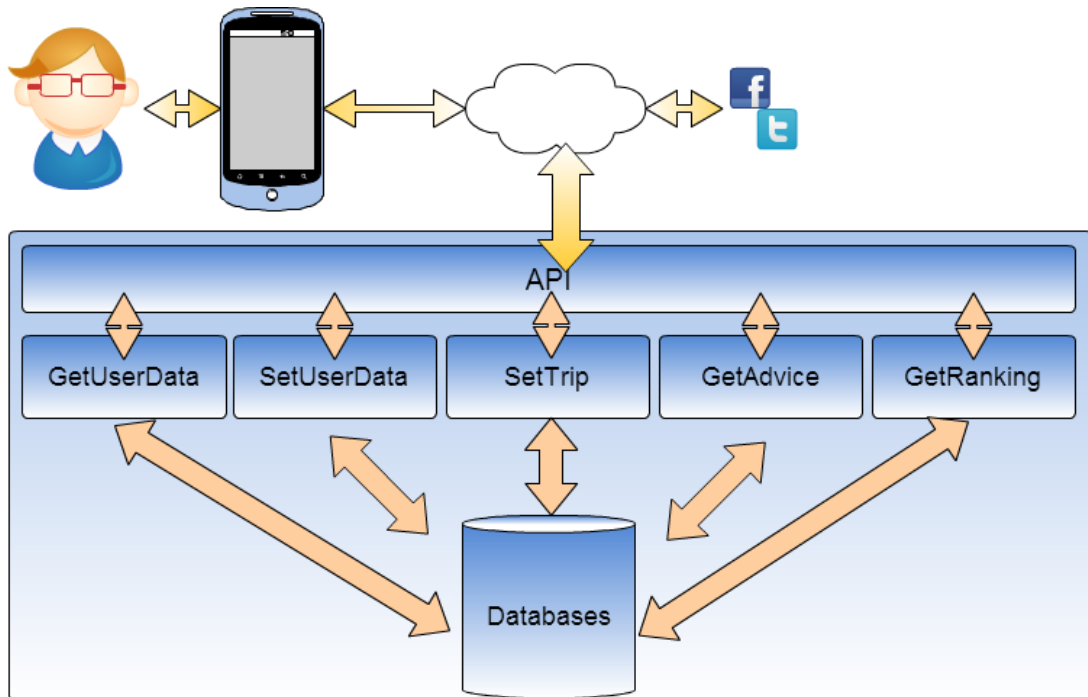 f
t
API
GetUserData
SetUserData
SetTrip
GetAdvice
GetRanking
Databases